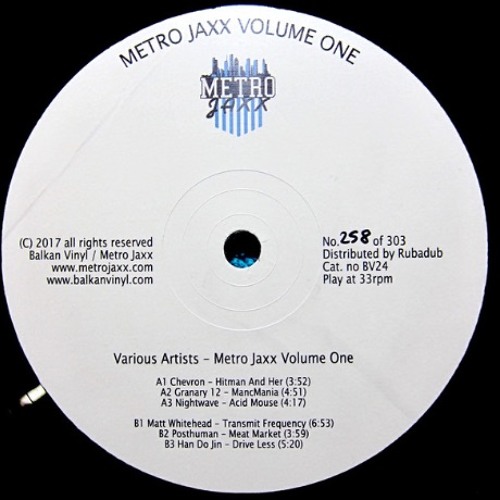 METRO JAXX VOLUME ONE
METRO
JAXX
(C) 2017 all rights reserved
Balkan Vinyl / Metro Jaxx
www.metrojaxx.com
www.balkanvinyl.com
No. 258 of 303
Distributed by Rubadub
Cat. no BV24
Play at 33rpm
Various Artists - Metro Jaxx Volume One
A1 Chevron - Hitman And Her (3:52)
A2 Granary 12 - MancMania (4:51)
A3 Nightwave - Acid Mouse (4:17)
B1 Matt Whitehead - Transmit Frequency (6:53)
B2 Posthuman - Meat Market (3:59)
B3 Han Do Jin - Drive Less (5:20)